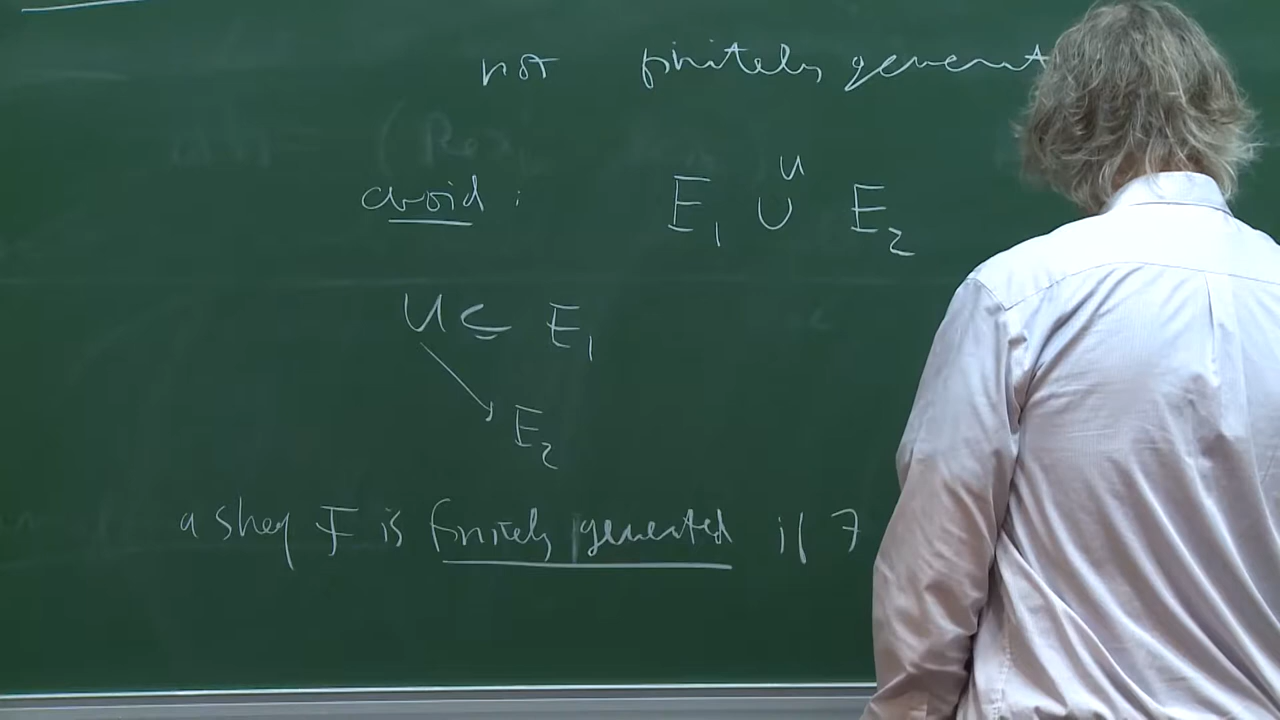 not finitely generat
avoid : E₁ ∪ᵘ E₂
U ⊆ E₁
↘ E₂
a sheaf F is finitely generated if ∃